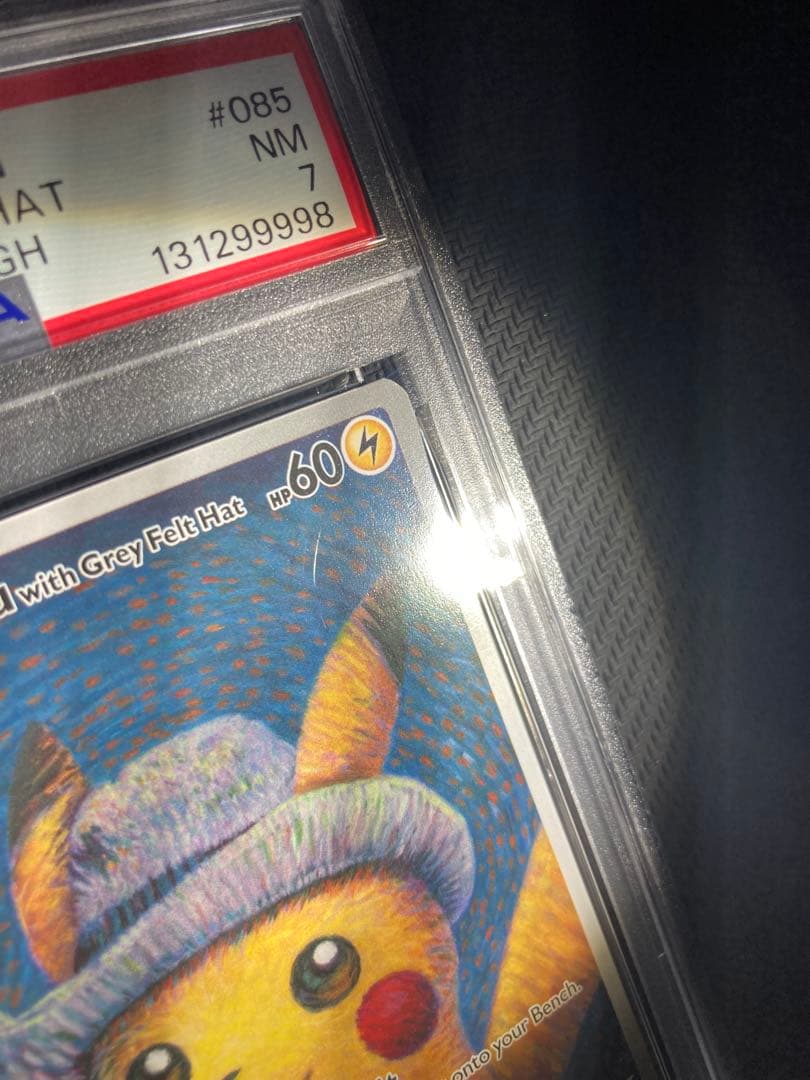 #085
NM
HAT
7
GH
131299998
A
with Grey Felt Hat HP60
onto your Bench.